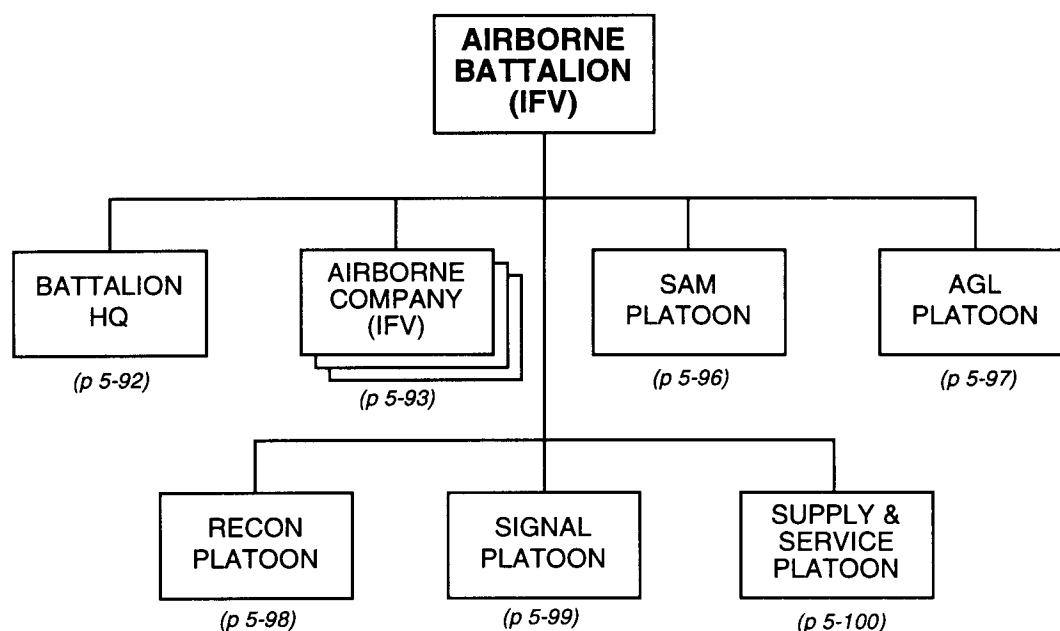 AIRBORNE
BATTALION
(IFV)
BATTALION
HQ
(p 5-92)
AIRBORNE
COMPANY
(IFV)
(p 5-93)
SAM
PLATOON
(p 5-96)
AGL
PLATOON
(p 5-97)
RECON
PLATOON
(p 5-98)
SIGNAL
PLATOON
(p 5-99)
SUPPLY &
SERVICE
PLATOON
(p 5-100)